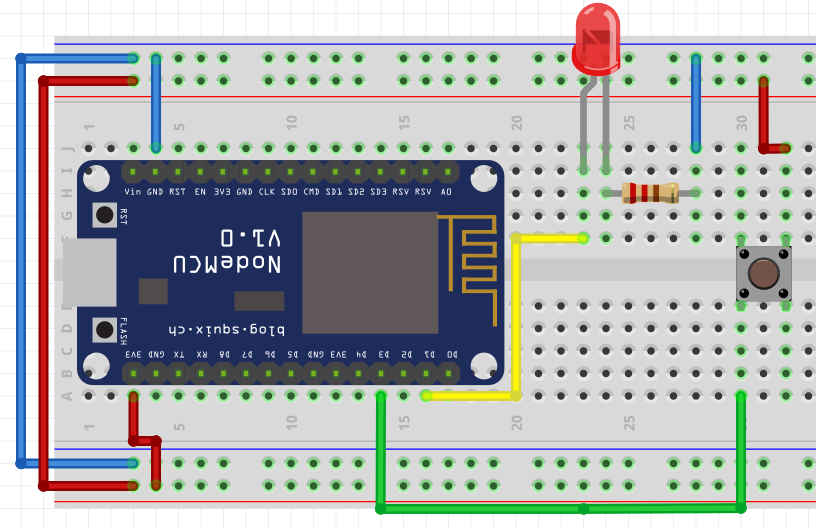 1 5 10 15 20 25 30
J
I
H
G
F
Vin GND RST EN 3V3 GND CLK SD0 CMD SD1 SD2 SD3 RSV RSV A0
RST
NodeMCU
V1.0
blog.squix.ch
FLASH
3V3 GND TX RX D8 D7 D6 D5 GND 3V3 D4 D3 D2 D1 D0
E
D
C
B
A
1 5 10 15 20 25